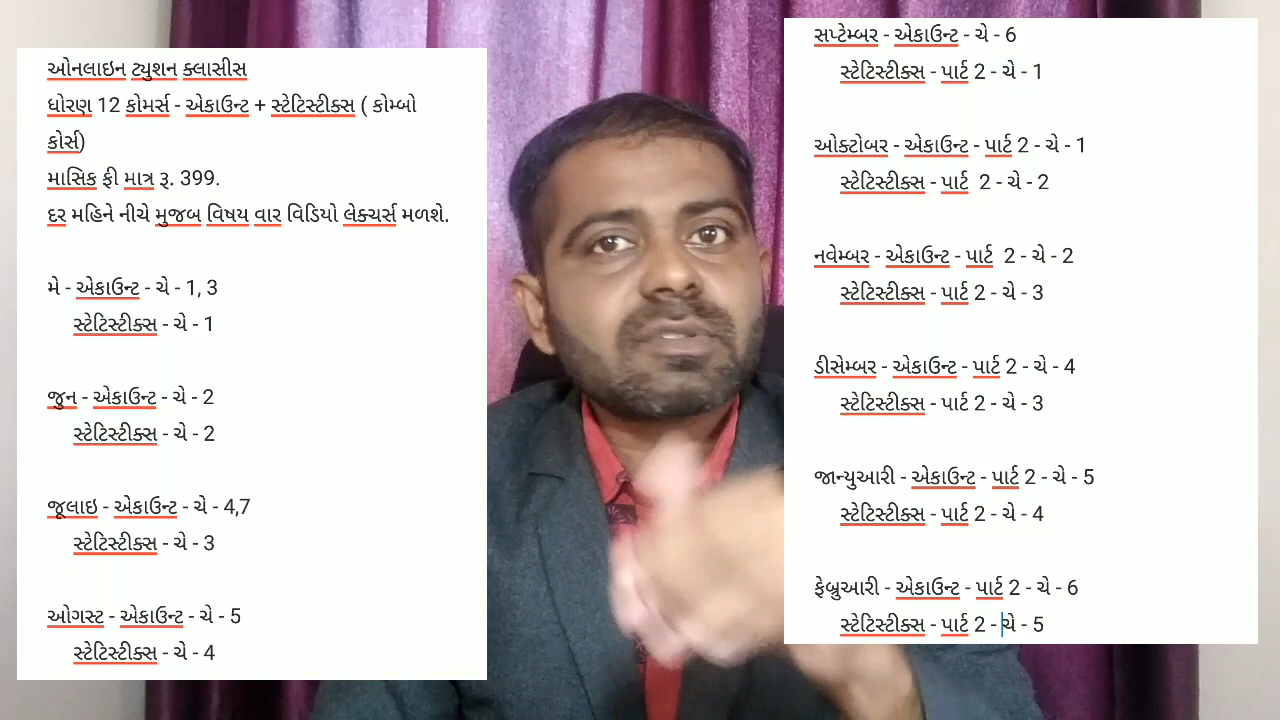 ઓનલાઇન ટ્યુશન ક્લાસીસ
ધોરણ 12 કોમર્સ - એકાઉન્ટ + સ્ટેટિસ્ટીક્સ ( કોમ્બો
કોર્સ)
માસિક ફી માત્ર રૂ. 399.
દર મહિને નીચે મુજબ વિષય વાર વિડિયો લેક્ચર્સ મળશે.
મે - એકાઉન્ટ - ચે - 1, 3
સ્ટેટિસ્ટીક્સ - ચે - 1
જુન - એકાઉન્ટ - ચે - 2
સ્ટેટિસ્ટીક્સ - ચે - 2
જૂલાઇ - એકાઉન્ટ - ચે - 4,7
સ્ટેટિસ્ટીક્સ - ચે - 3
ઓગસ્ટ - એકાઉન્ટ - ચે - 5
સ્ટેટિસ્ટીક્સ - ચે - 4
સપ્ટેમ્બર - એકાઉન્ટ - ચે - 6
સ્ટેટિસ્ટીક્સ - પાર્ટ 2 - ચે - 1
ઓક્ટોબર - એકાઉન્ટ - પાર્ટ 2 - ચે - 1
સ્ટેટિસ્ટીક્સ - પાર્ટ 2 - ચે - 2
નવેમ્બર - એકાઉન્ટ - પાર્ટ 2 - ચે - 2
સ્ટેટિસ્ટીક્સ - પાર્ટ 2 - ચે - 3
ડીસેમ્બર - એકાઉન્ટ - પાર્ટ 2 - ચે - 4
સ્ટેટિસ્ટીક્સ - પાર્ટ 2 - ચે - 3
જાન્યુઆરી - એકાઉન્ટ - પાર્ટ 2 - ચે - 5
સ્ટેટિસ્ટીક્સ - પાર્ટ 2 - ચે - 4
ફેબ્રુઆરી - એકાઉન્ટ - પાર્ટ 2 - ચે - 6
સ્ટેટિસ્ટીક્સ - પાર્ટ 2 - ચે - 5